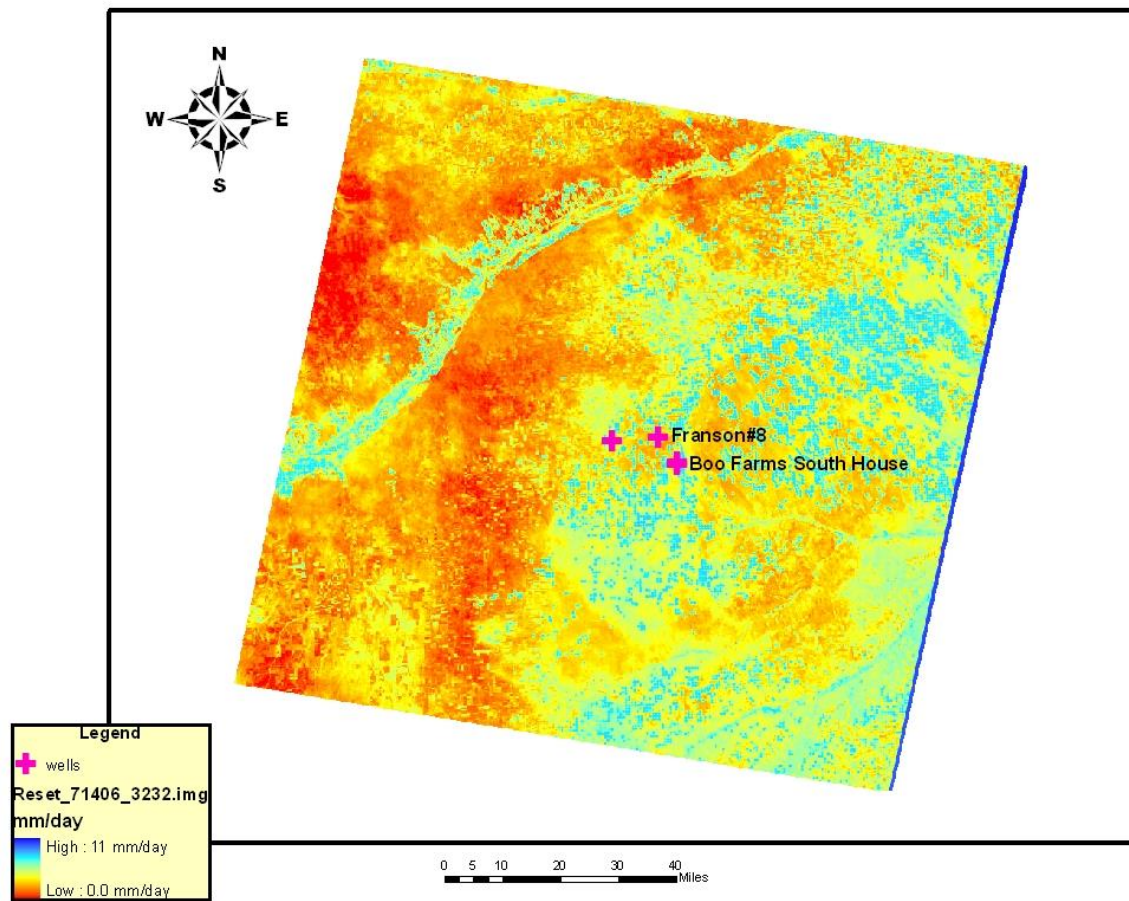 N
W E
S
Franson#8
Boo Farms South House
Legend
wells
Reset_71406_3232.img
mm/day
High : 11 mm/day
Low : 0.0 mm/day
0 5 10 20 30 40
Miles